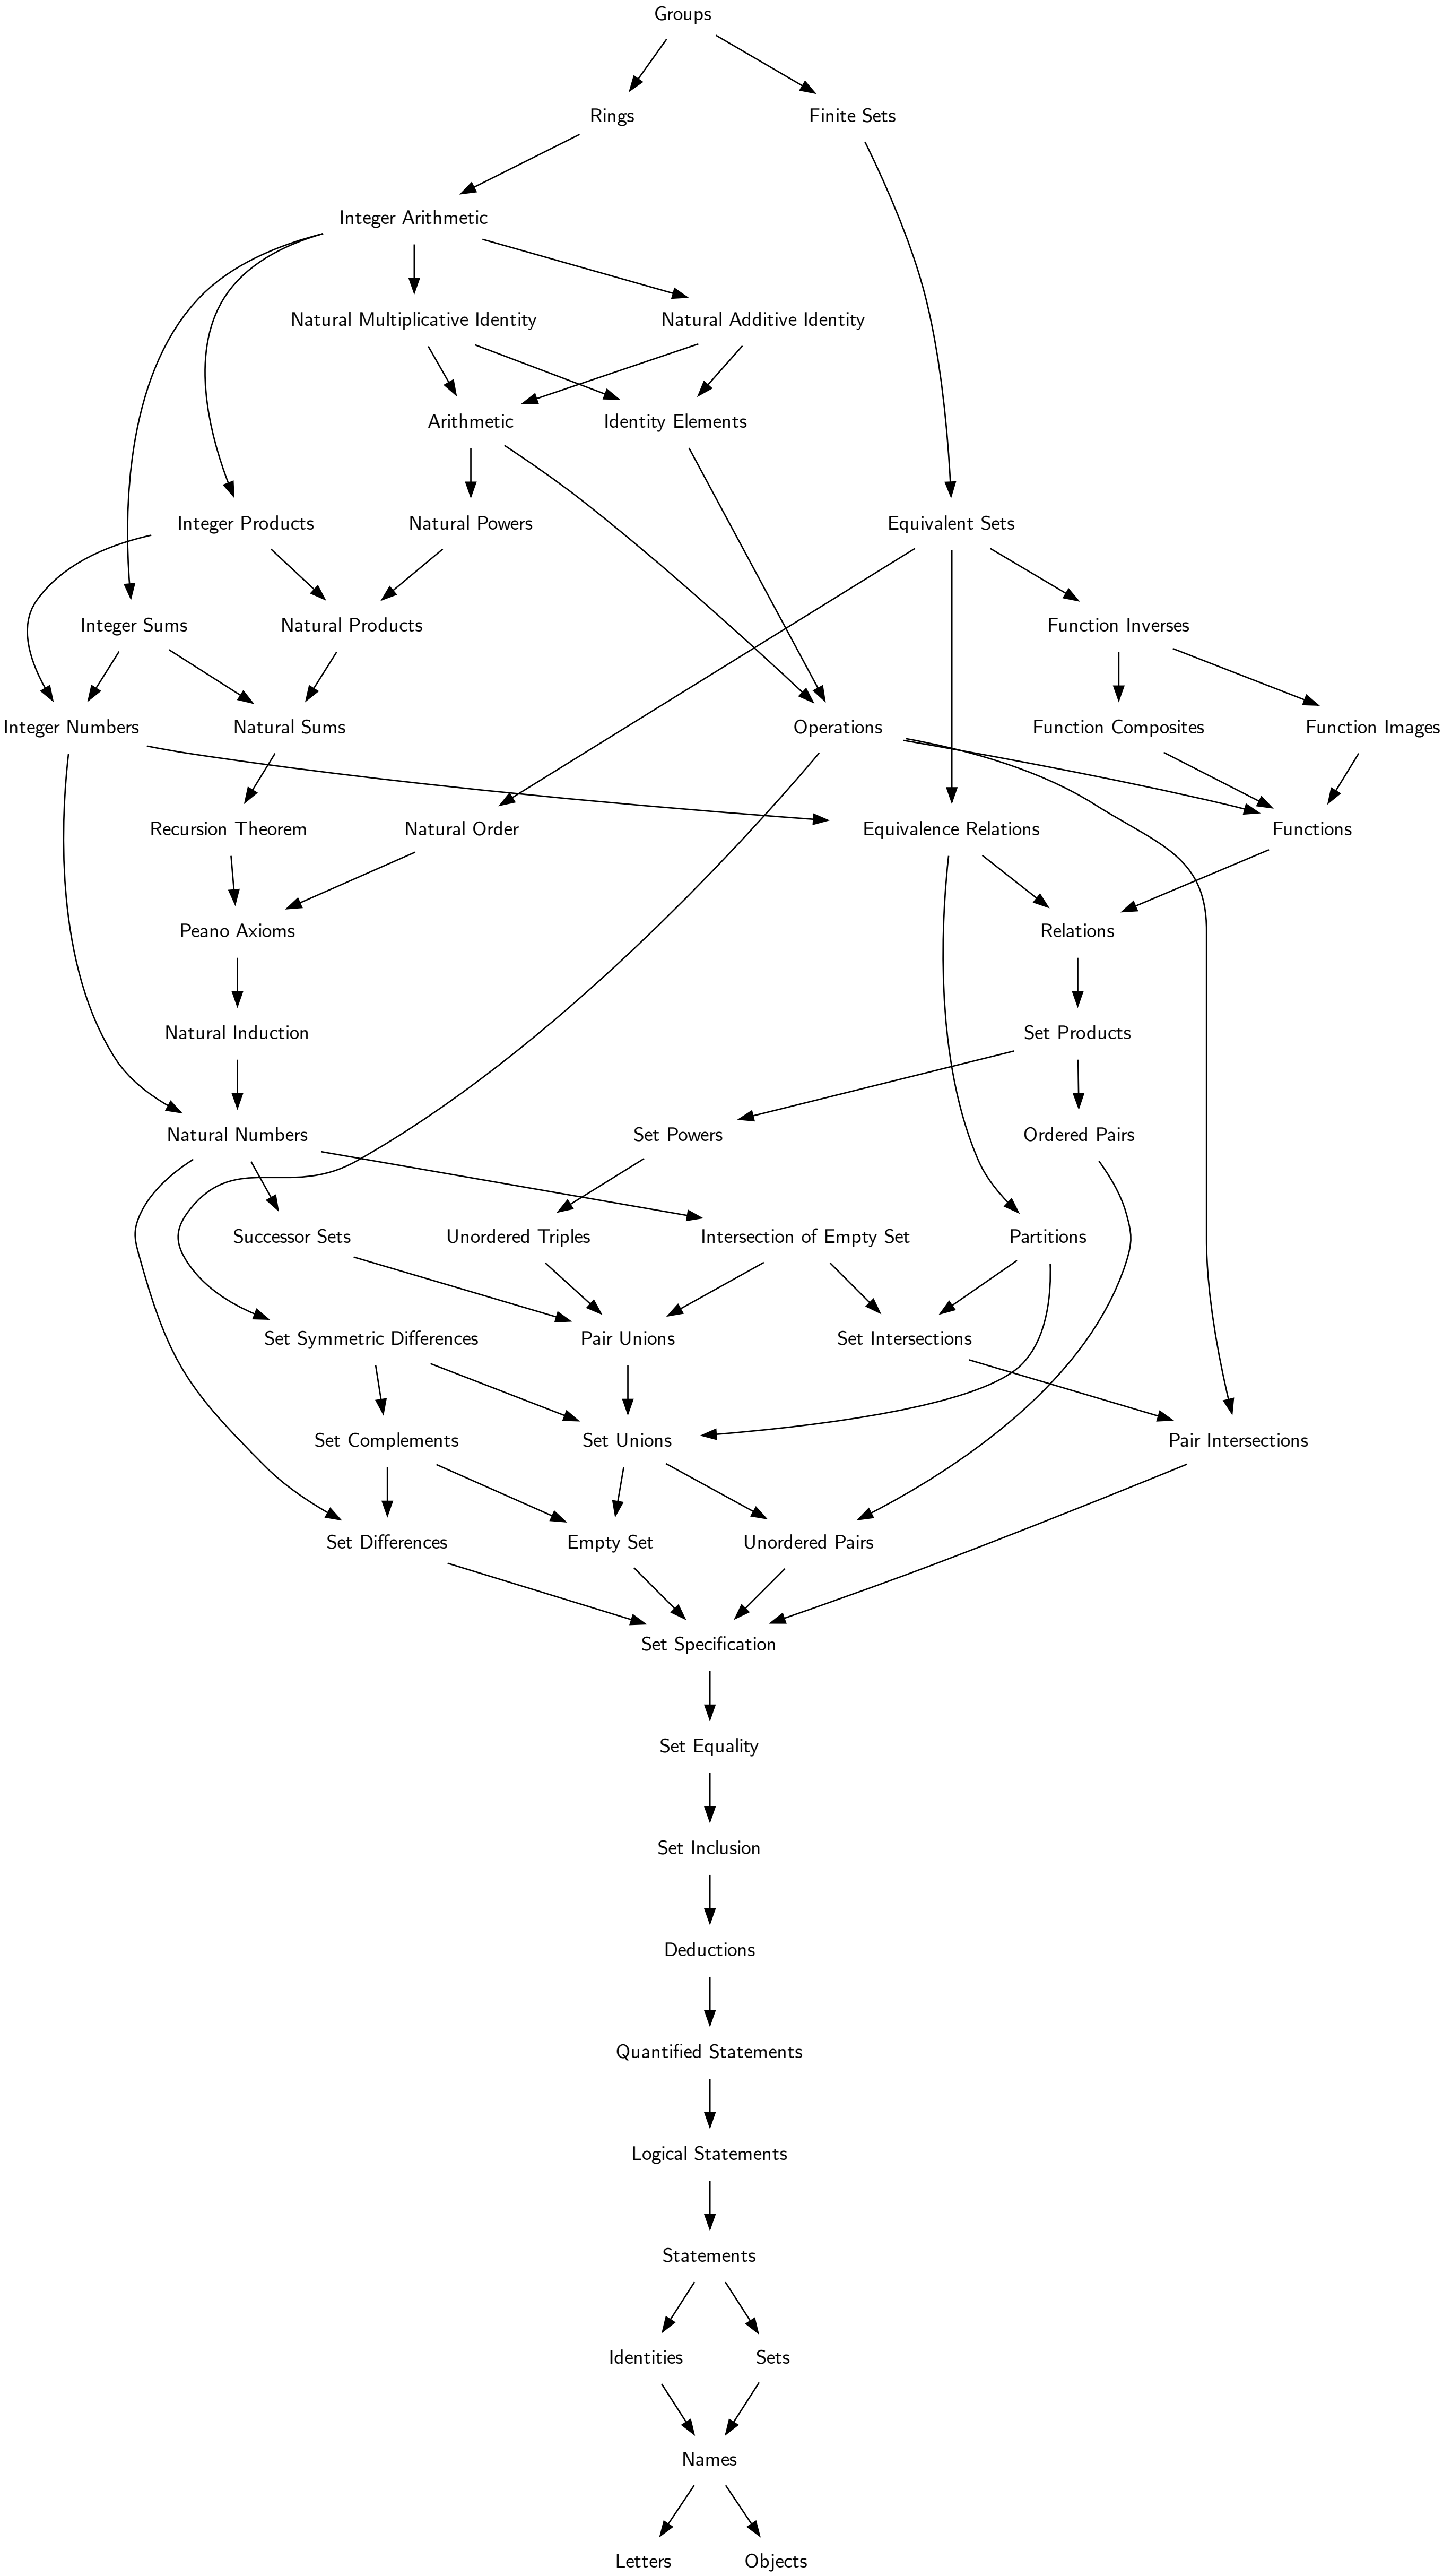 Groups
Rings
Finite Sets
Integer Arithmetic
Natural Multiplicative Identity
Natural Additive Identity
Arithmetic
Identity Elements
Integer Products
Natural Powers
Equivalent Sets
Integer Sums
Natural Products
Function Inverses
Integer Numbers
Natural Sums
Operations
Function Composites
Function Images
Recursion Theorem
Natural Order
Equivalence Relations
Functions
Peano Axioms
Relations
Natural Induction
Set Products
Natural Numbers
Set Powers
Ordered Pairs
Successor Sets
Unordered Triples
Intersection of Empty Set
Partitions
Set Symmetric Differences
Pair Unions
Set Intersections
Set Complements
Set Unions
Pair Intersections
Set Differences
Empty Set
Unordered Pairs
Set Specification
Set Equality
Set Inclusion
Deductions
Quantified Statements
Logical Statements
Statements
Identities
Sets
Names
Letters
Objects